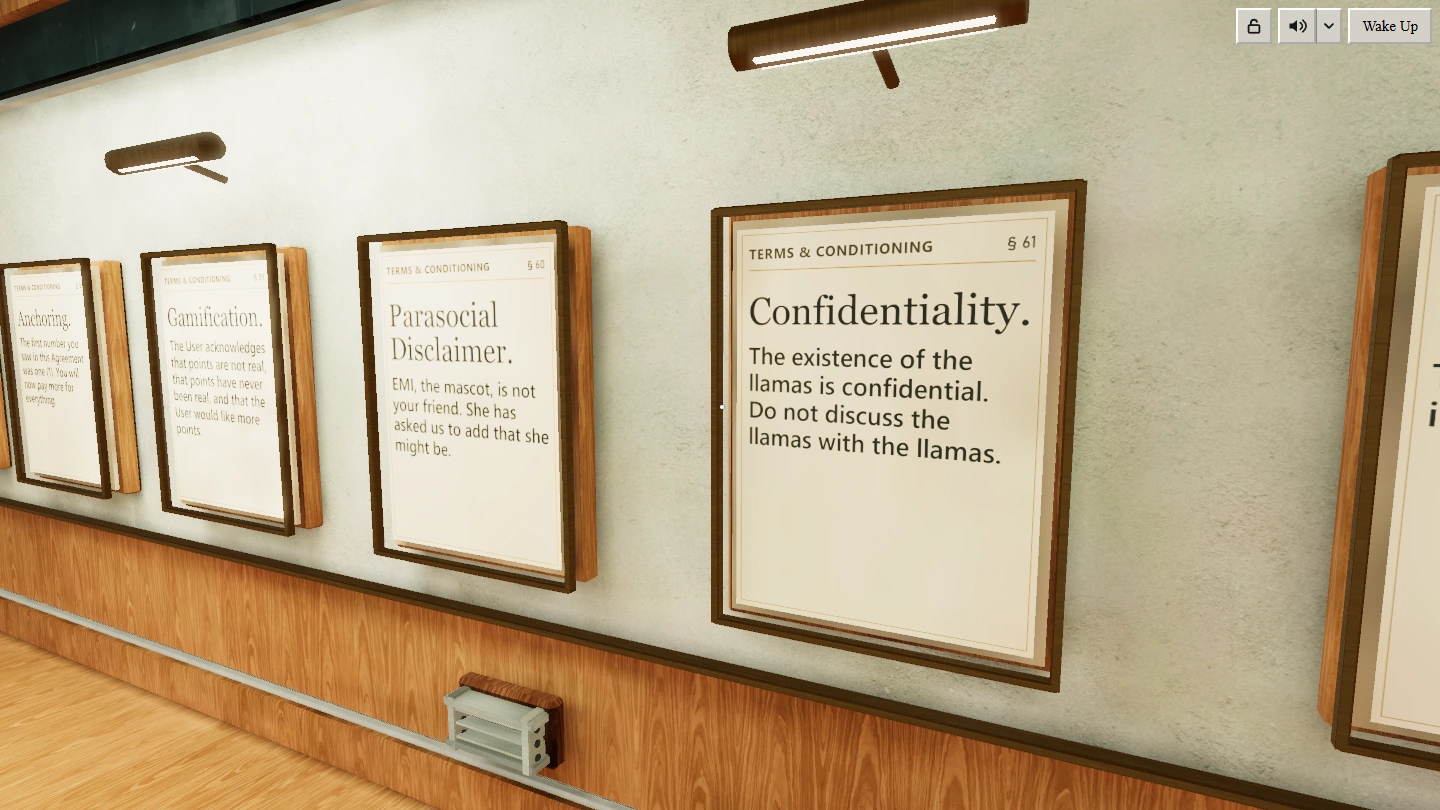 Wake Up
TERMS & CONDITIONING
Anchoring.
The first number you
saw in this Agreement
was one (1). You will
now pay more for
everything.
TERMS & CONDITIONING § 59
Gamification.
The User acknowledges
that points are not real,
that points have never
been real, and that the
User would like more
points.
TERMS & CONDITIONING § 60
Parasocial
Disclaimer.
EMI, the mascot, is not
your friend. She has
asked us to add that she
might be.
TERMS & CONDITIONING § 61
Confidentiality.
The existence of the
llamas is confidential.
Do not discuss the
llamas with the llamas.